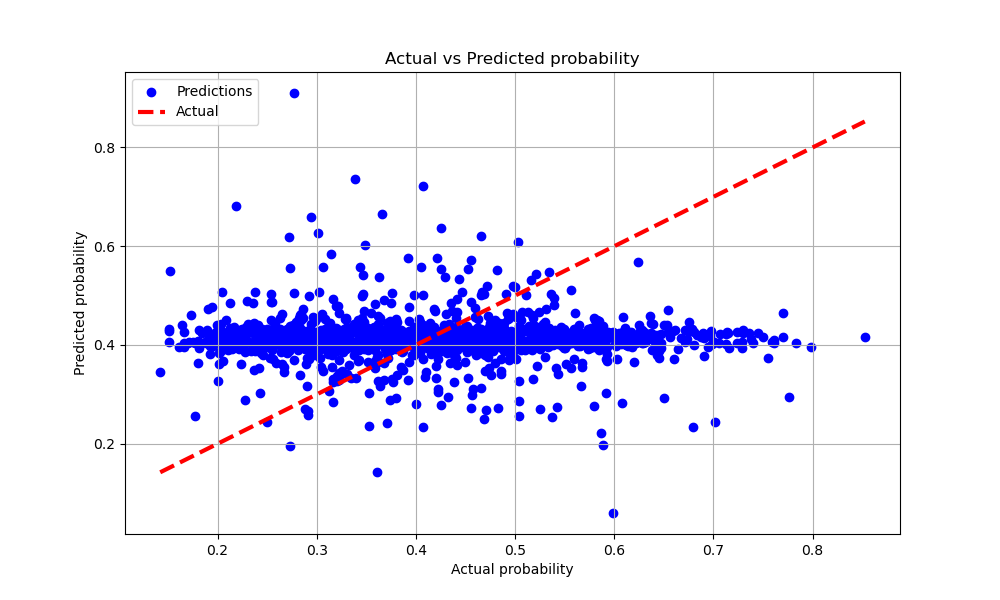 Actual vs Predicted probability
Predictions
Actual
Predicted probability
0.8
0.6
0.4
0.2
0.2 0.3 0.4 0.5 0.6 0.7 0.8
Actual probability